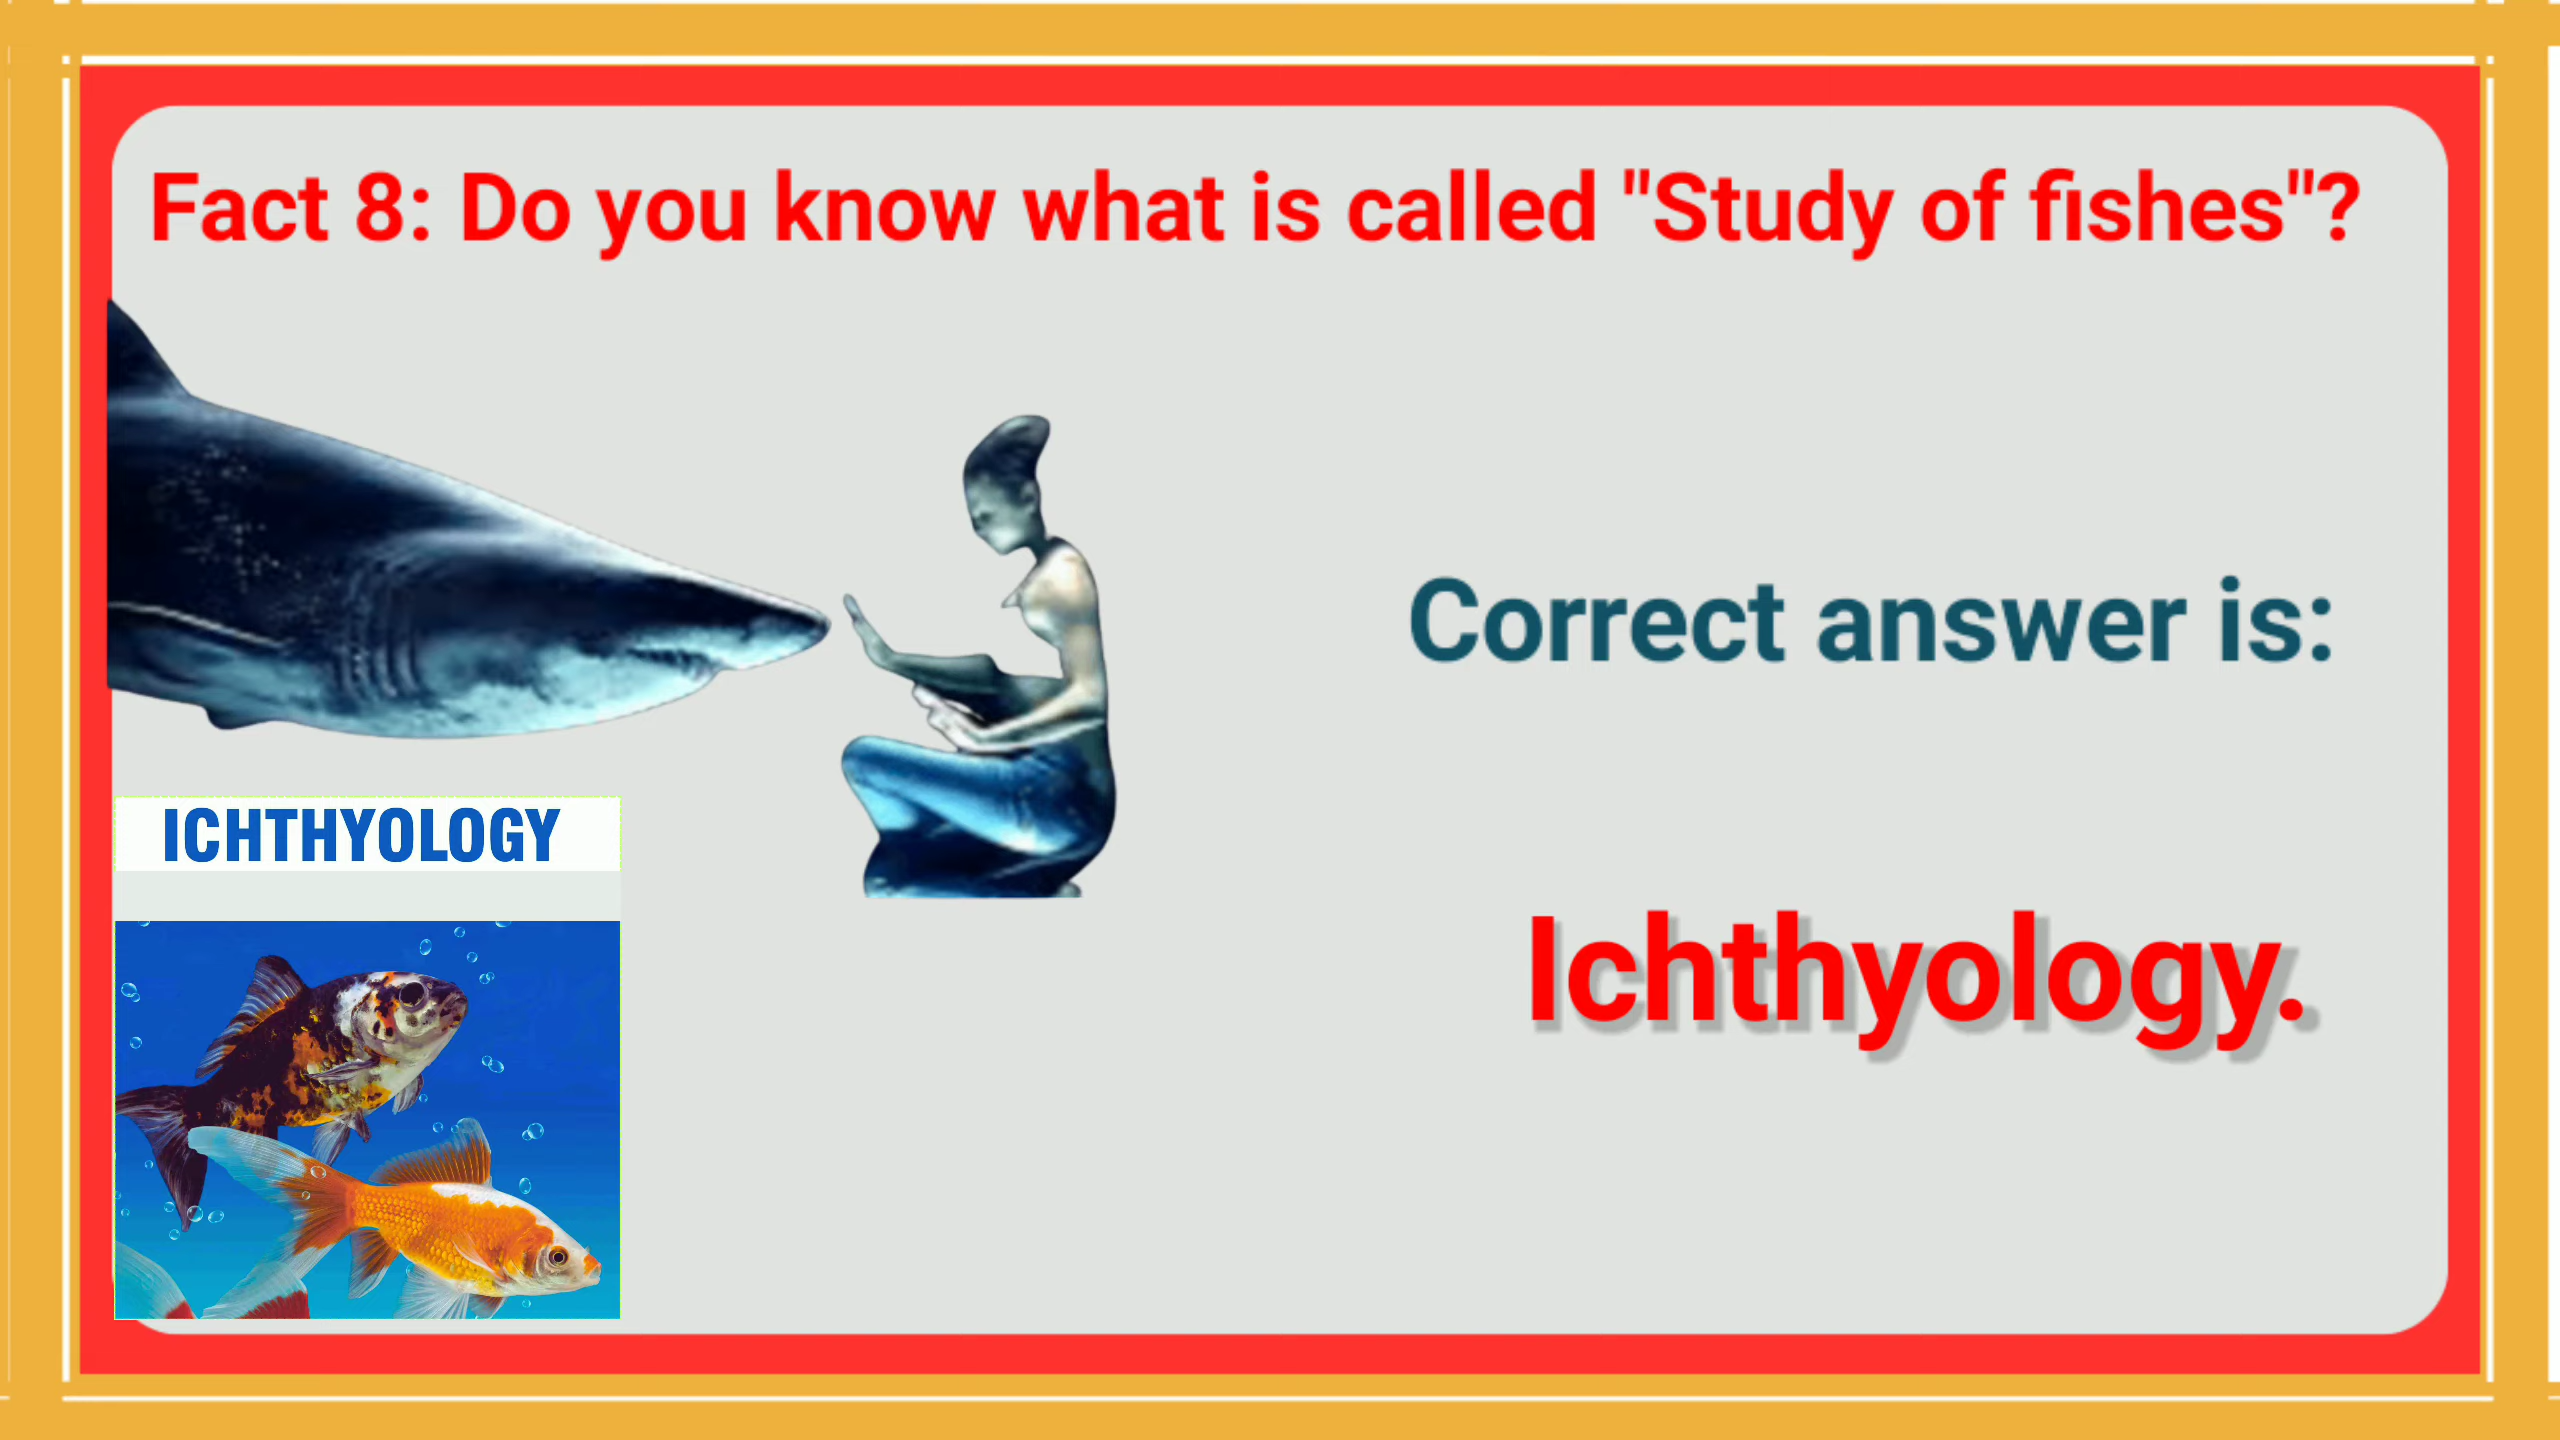 Fact 8: Do you know what is called "Study of fishes"?
Correct answer is:
ICHTHYOLOGY
Ichthyology.